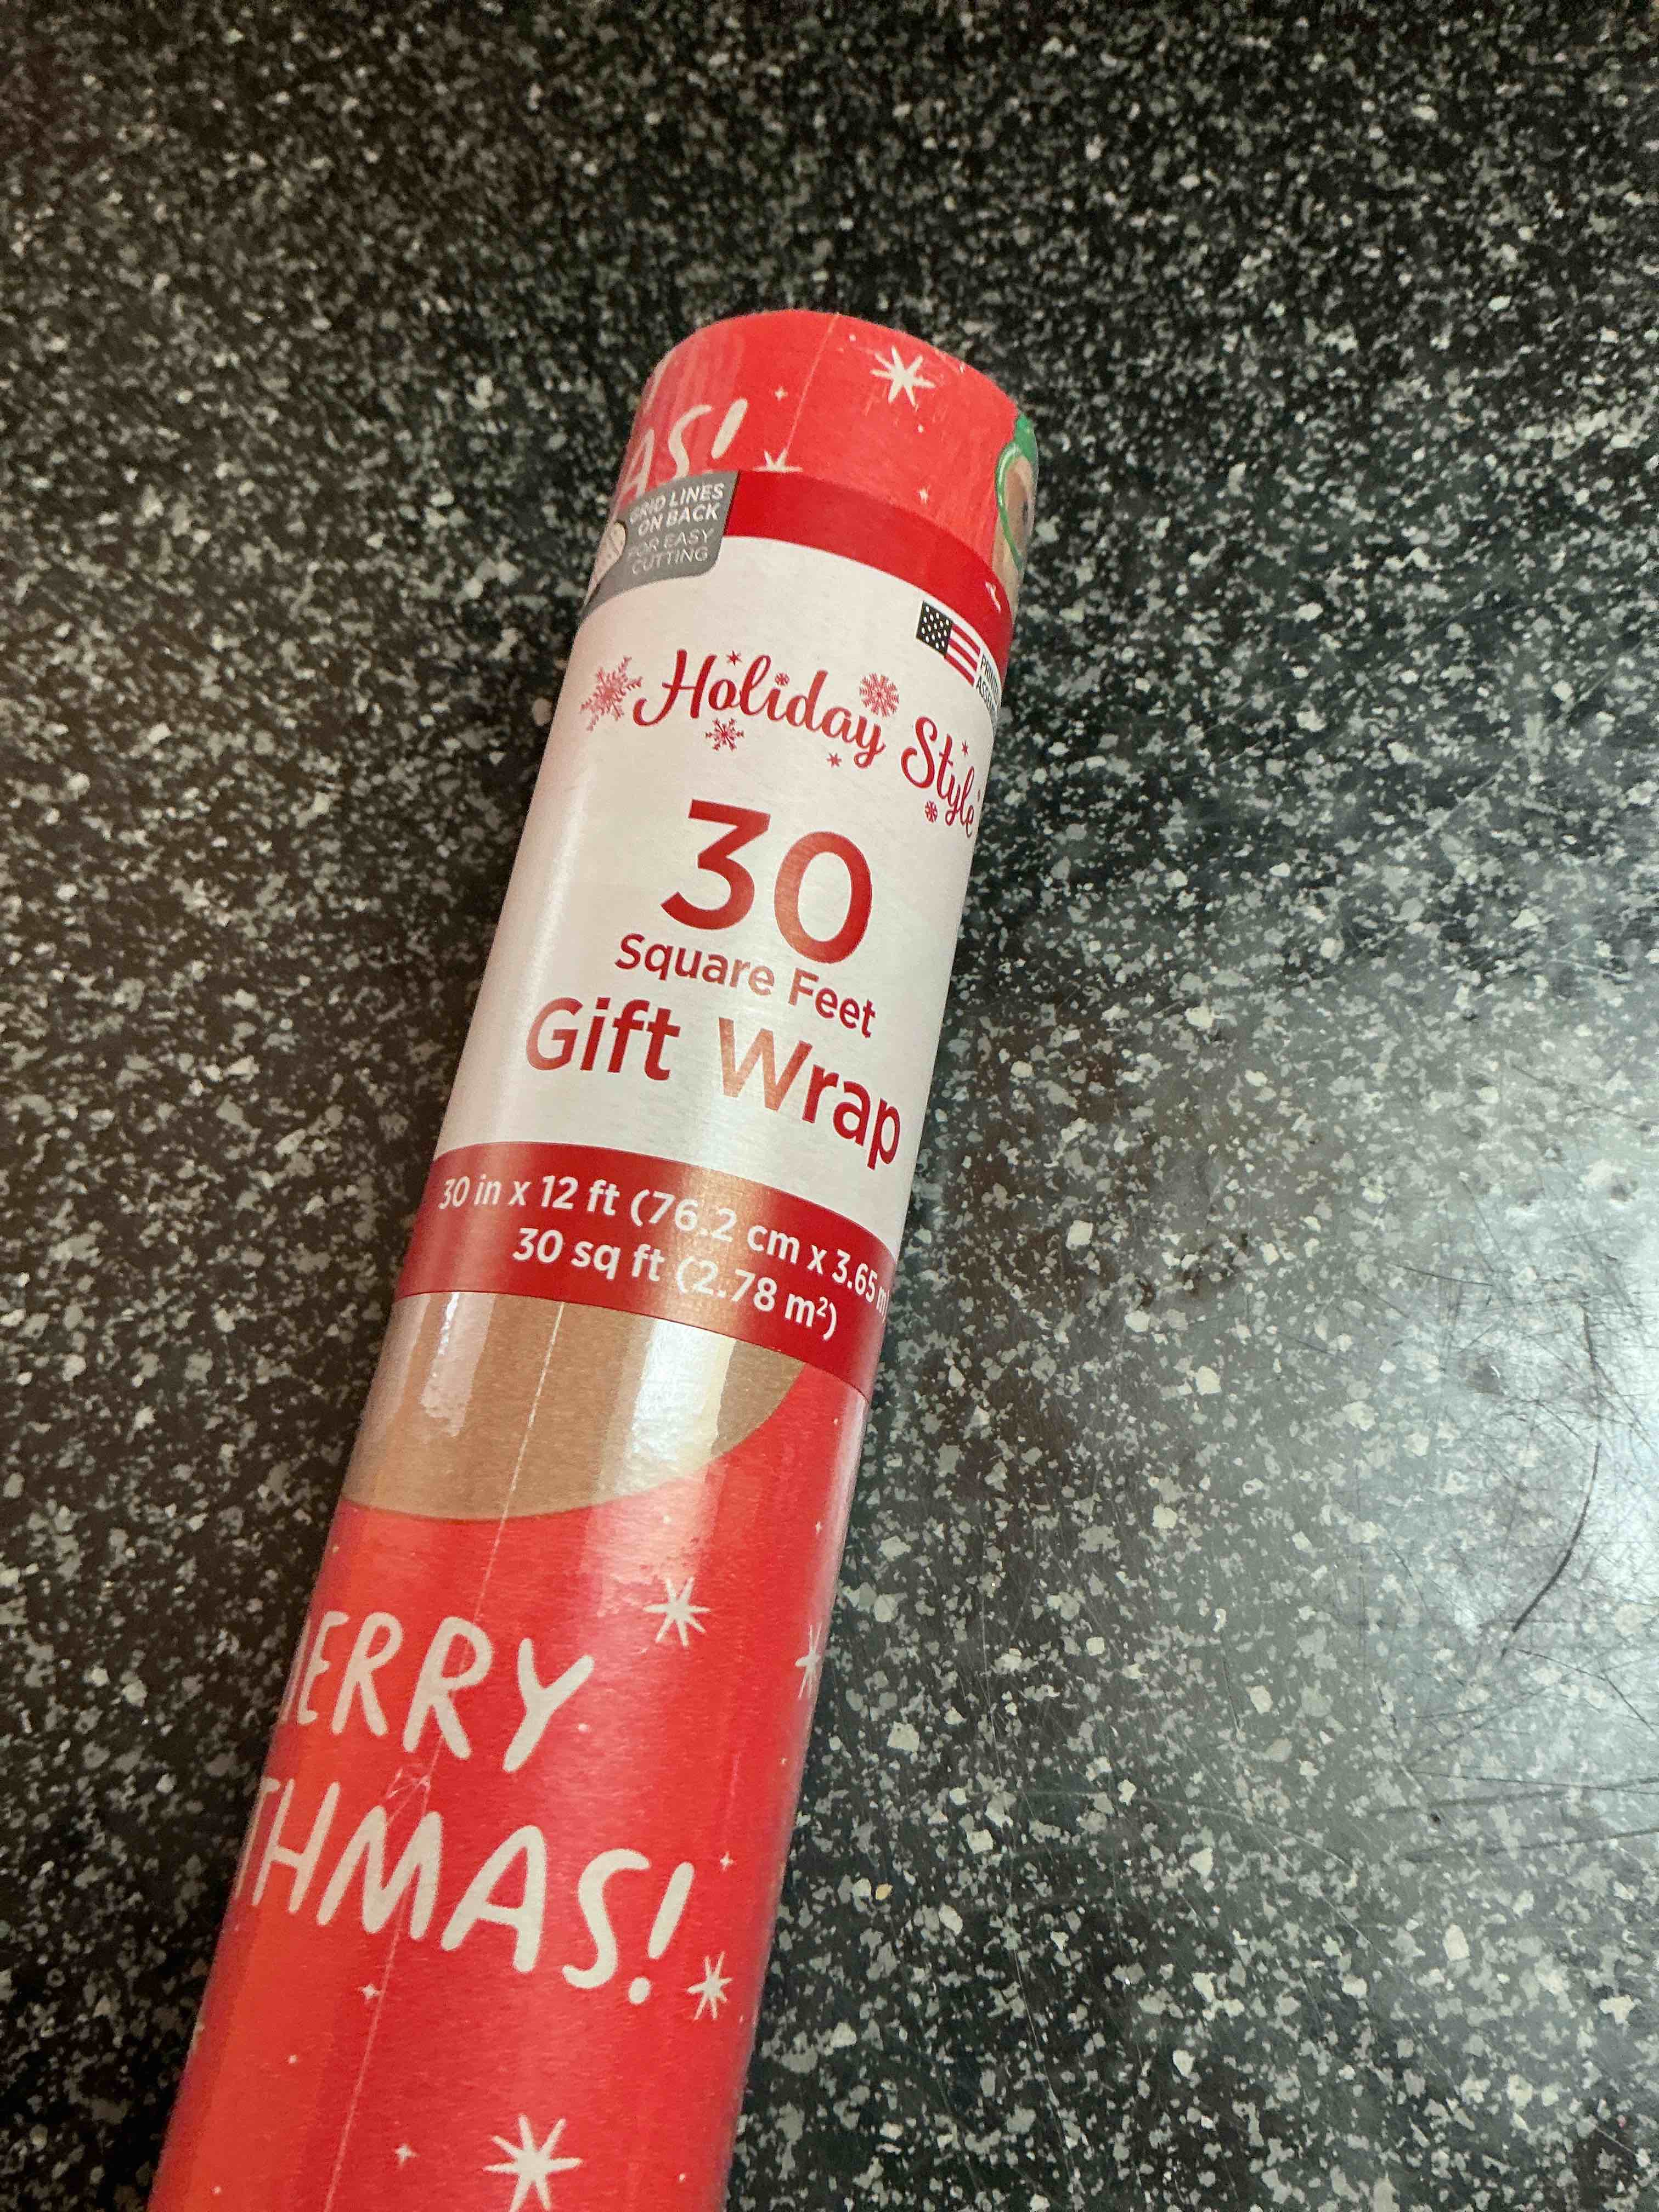 AS!
GRID LINES
ON BACK
FOR EASY
CUTTING
Holiday Style
30
Square Feet
Gift Wrap
30 in x 12 ft (76.2 cm x 3.65 m)
30 sq ft (2.78 m²)
ERRY
THMAS!